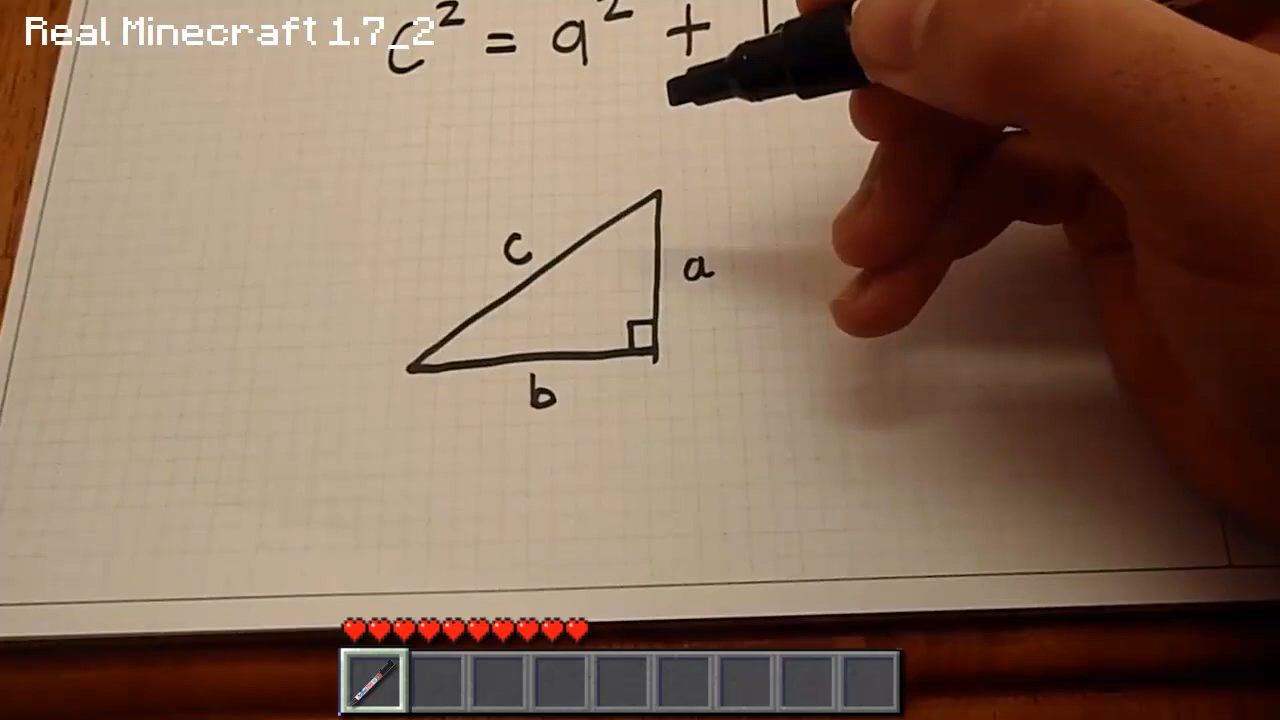 Real Minecraft 1.7_2
c² = a² +
c
a
b